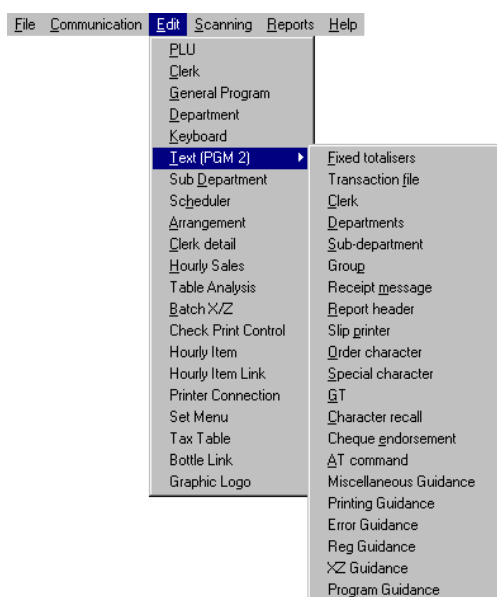 File Communication Edit Scanning Reports Help
PLU
Clerk
General Program
Department
Keyboard
Text (PGM 2)
Sub Department
Scheduler
Arrangement
Clerk detail
Hourly Sales
Table Analysis
Batch X/Z
Check Print Control
Hourly Item
Hourly Item Link
Printer Connection
Set Menu
Tax Table
Bottle Link
Graphic Logo
Fixed totalisers
Transaction file
Clerk
Departments
Sub-department
Group
Receipt message
Report header
Slip printer
Order character
Special character
GT
Character recall
Cheque endorsement
AT command
Miscellaneous Guidance
Printing Guidance
Error Guidance
Reg Guidance
XZ Guidance
Program Guidance